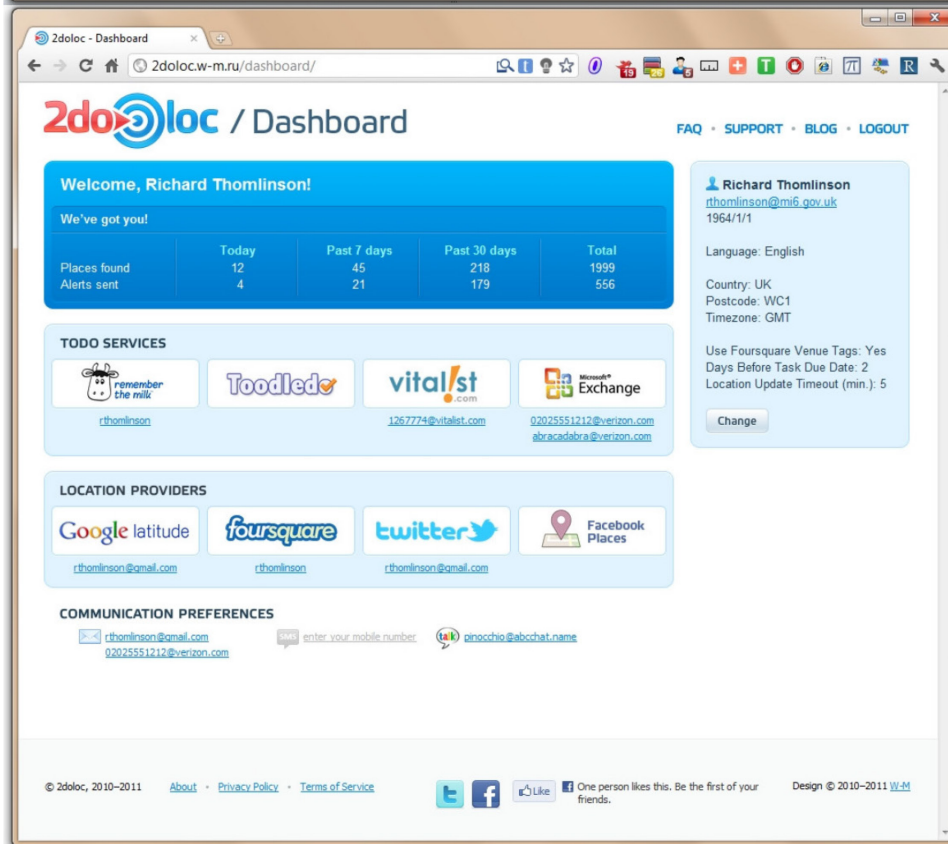 2doloc - Dashboard
2doloc.w-m.ru/dashboard/
2do loc / Dashboard
FAQ • SUPPORT • BLOG • LOGOUT
Welcome, Richard Thomlinson!
We've got you!
Today Past 7 days Past 30 days Total
Places found 12 45 218 1999
Alerts sent 4 21 179 556
Richard Thomlinson
rthomlinson@mi6.gov.uk
1964/1/1
Language: English
Country: UK
Postcode: WC1
Timezone: GMT
Use Foursquare Venue Tags: Yes
Days Before Task Due Date: 2
Location Update Timeout (min.): 5
Change
TODO SERVICES
remember
the milk
Toodledo
vitalist
.com
Microsoft®
Exchange
rthomlinson
1267774@vitalist.com
02025551212@verizon.com
abracadabra@verizon.com
LOCATION PROVIDERS
Google latitude
foursquare
twitter
Facebook
Places
rthomlinson@gmail.com
rthomlinson
rthomlinson@gmail.com
COMMUNICATION PREFERENCES
rthomlinson@gmail.com
02025551212@verizon.com
SMS enter your mobile number
talk pinocchio@abcchat.name
© 2doloc, 2010–2011 About • Privacy Policy • Terms of Service
Like
One person likes this. Be the first of your
friends.
Design © 2010–2011 W-M